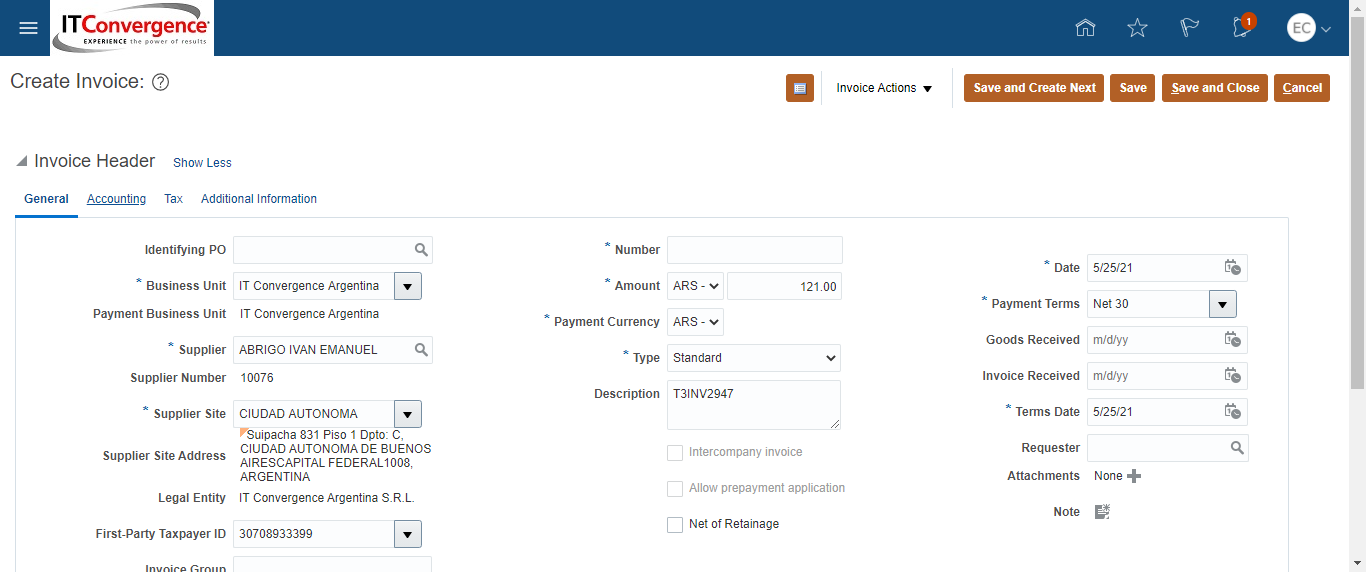 ITConvergence
EXPERIENCE the power of results
1
EC
Create Invoice: ?
Invoice Actions
Save and Create Next
Save
Save and Close
Cancel
Invoice Header
Show Less
General
Accounting
Tax
Additional Information
Identifying PO
* Business Unit IT Convergence Argentina
Payment Business Unit IT Convergence Argentina
* Supplier ABRIGO IVAN EMANUEL
Supplier Number 10076
* Supplier Site CIUDAD AUTONOMA
Supplier Site Address Suipacha 831 Piso 1 Dpto: C,
CIUDAD AUTONOMA DE BUENOS
AIRESCAPITAL FEDERAL1008,
ARGENTINA
Legal Entity IT Convergence Argentina S.R.L.
First-Party Taxpayer ID 30708933399
Invoice Group
* Number
* Amount ARS - 121.00
* Payment Currency ARS -
* Type Standard
Description T3INV2947
Intercompany invoice
Allow prepayment application
Net of Retainage
* Date 5/25/21
* Payment Terms Net 30
Goods Received m/d/yy
Invoice Received m/d/yy
* Terms Date 5/25/21
Requester
Attachments None
Note